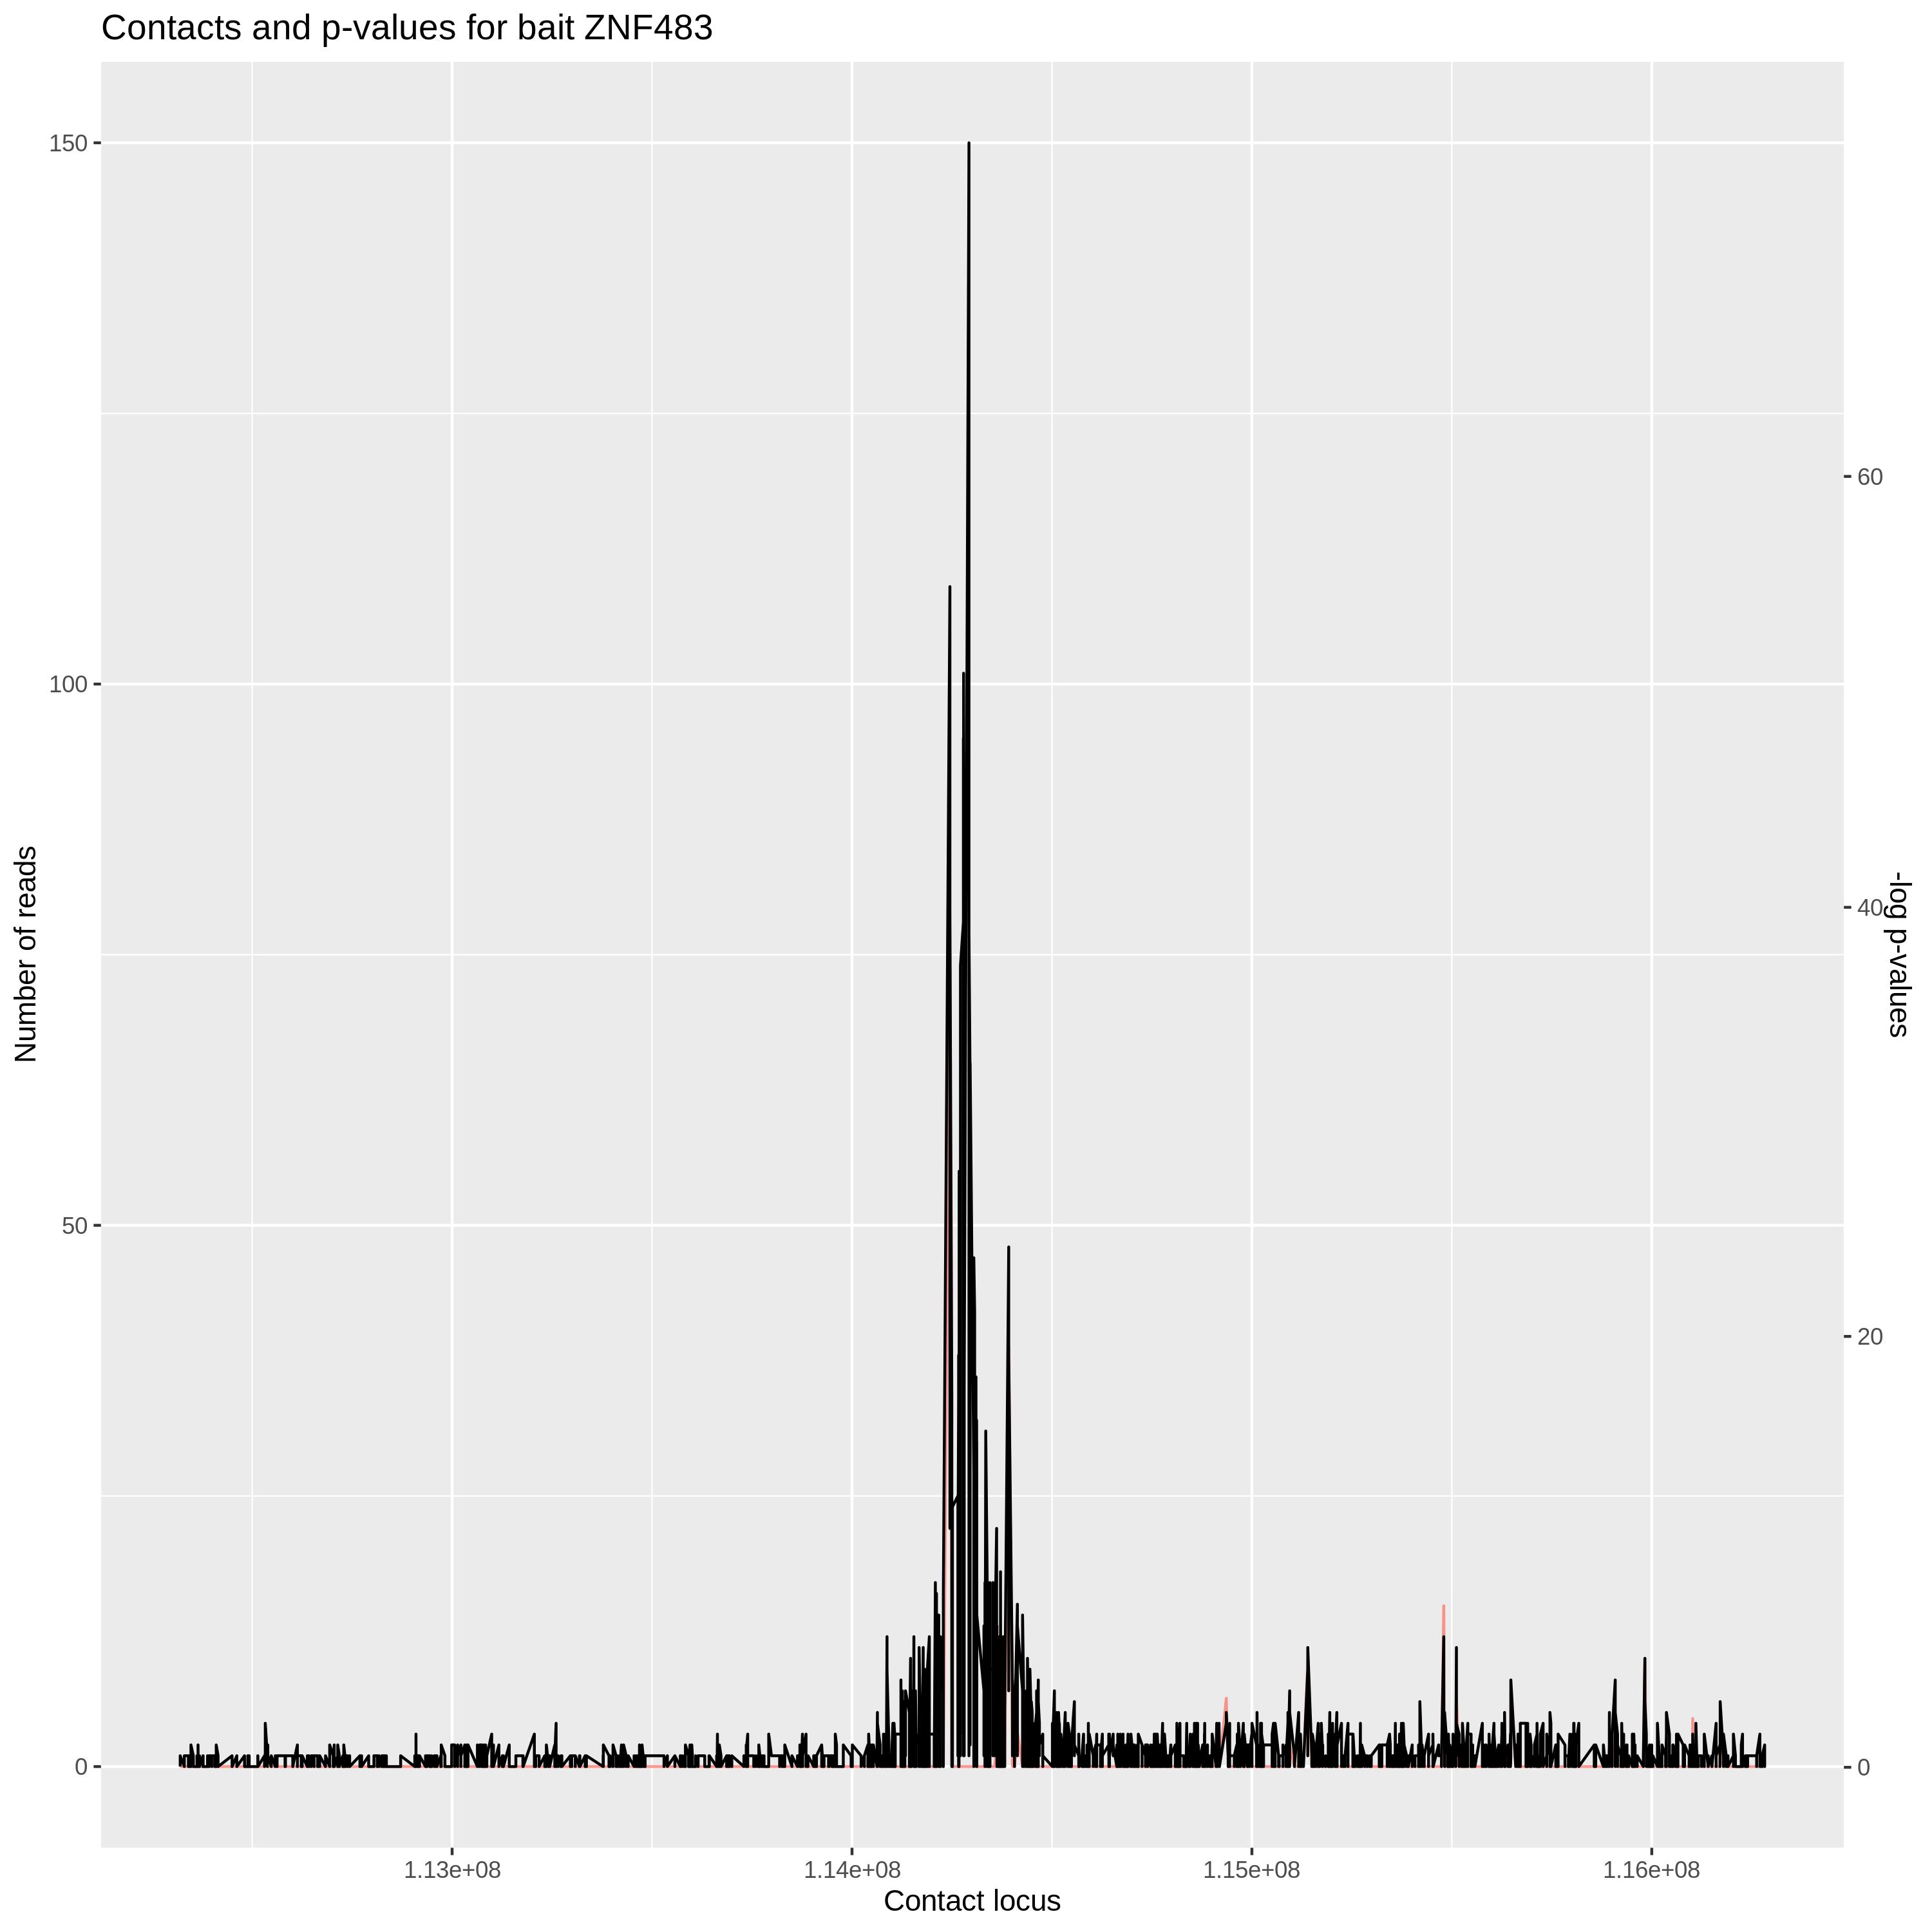 Contacts and p-values for bait ZNF483
150
100
50
0
Number of reads
60
40
20
0
-log p-values
1.13e+08
1.14e+08
1.15e+08
1.16e+08
Contact locus